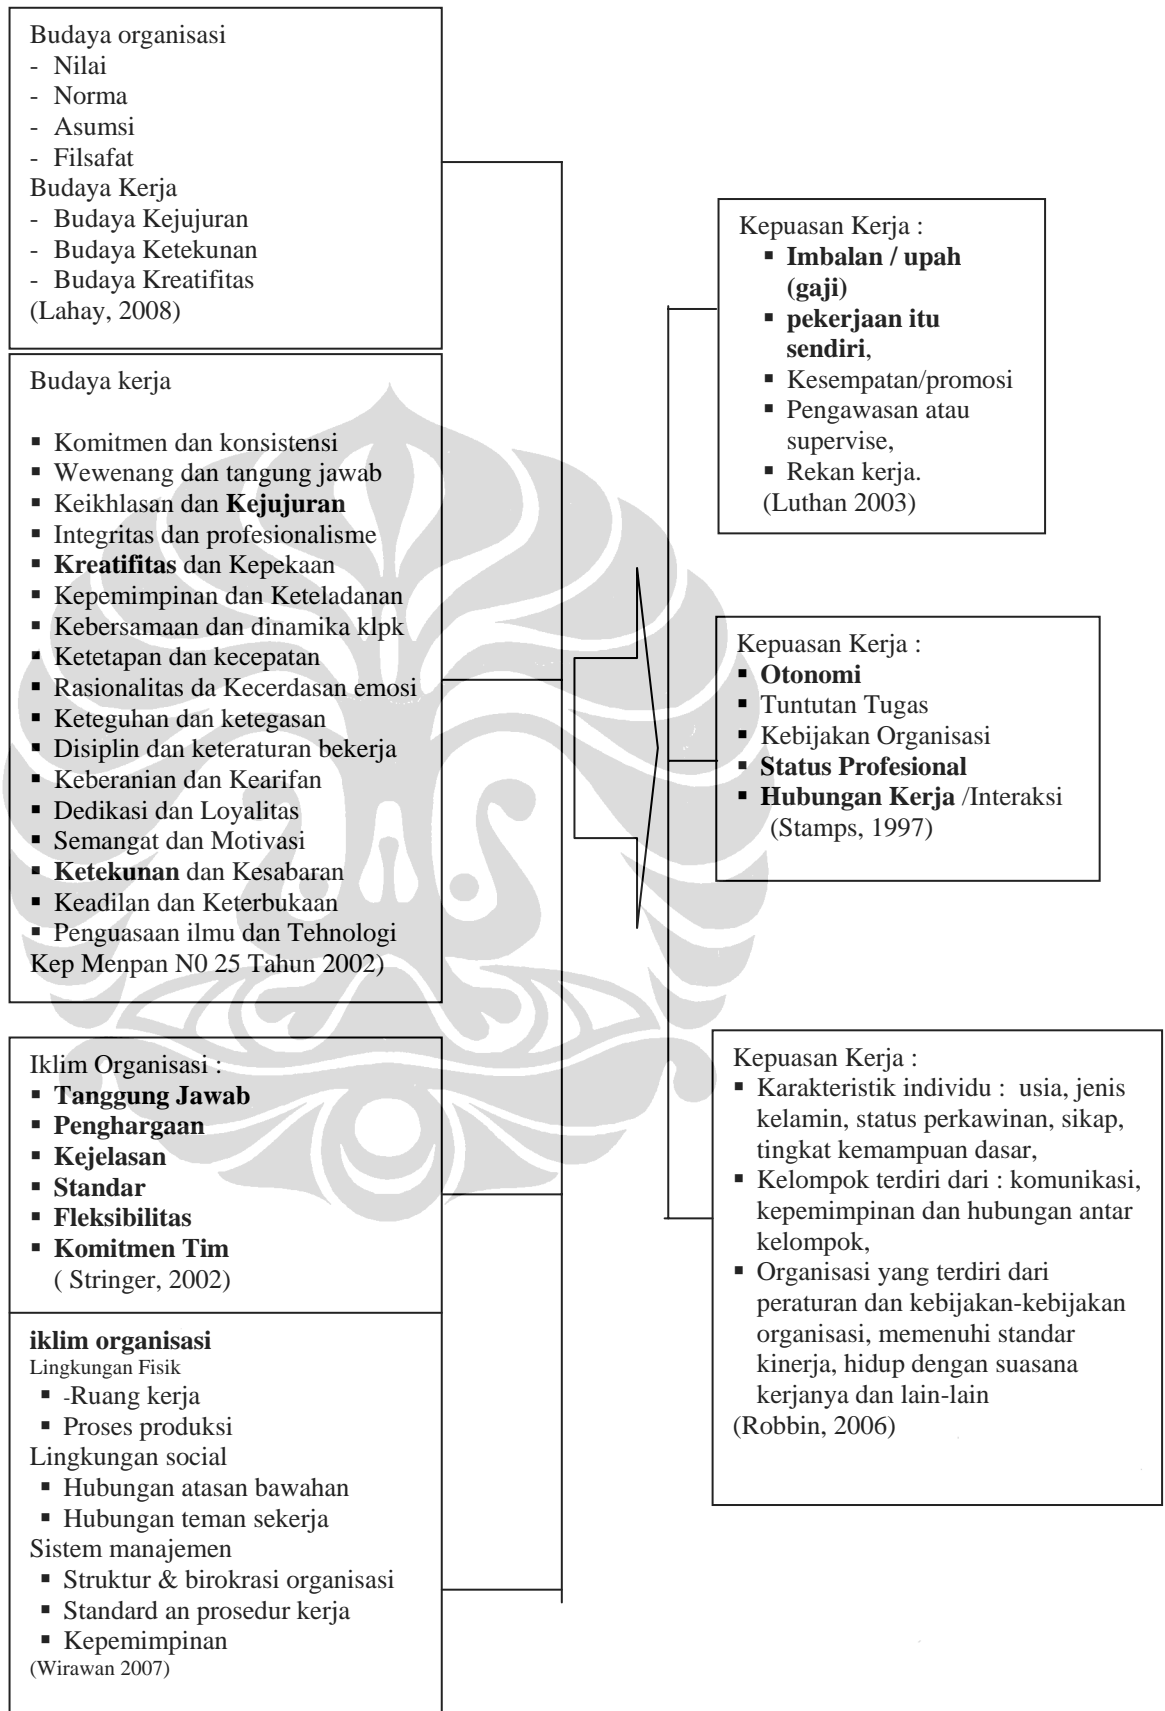 Budaya organisasi
- Nilai
- Norma
- Asumsi
- Filsafat
Budaya Kerja
- Budaya Kejujuran
- Budaya Ketekunan
- Budaya Kreatifitas
(Lahay, 2008)
Budaya kerja
▪ Komitmen dan konsistensi
▪ Wewenang dan tangung jawab
▪ Keikhlasan dan Kejujuran
▪ Integritas dan profesionalisme
▪ Kreatifitas dan Kepekaan
▪ Kepemimpinan dan Keteladanan
▪ Kebersamaan dan dinamika klpk
▪ Ketetapan dan kecepatan
▪ Rasionalitas da Kecerdasan emosi
▪ Keteguhan dan ketegasan
▪ Disiplin dan keteraturan bekerja
▪ Keberanian dan Kearifan
▪ Dedikasi dan Loyalitas
▪ Semangat dan Motivasi
▪ Ketekunan dan Kesabaran
▪ Keadilan dan Keterbukaan
▪ Penguasaan ilmu dan Tehnologi
Kep Menpan N0 25 Tahun 2002)
Iklim Organisasi :
▪ Tanggung Jawab
▪ Penghargaan
▪ Kejelasan
▪ Standar
▪ Fleksibilitas
▪ Komitmen Tim
( Stringer, 2002)
iklim organisasi
Lingkungan Fisik
▪ -Ruang kerja
▪ Proses produksi
Lingkungan social
▪ Hubungan atasan bawahan
▪ Hubungan teman sekerja
Sistem manajemen
▪ Struktur & birokrasi organisasi
▪ Standard an prosedur kerja
▪ Kepemimpinan
(Wirawan 2007)
Kepuasan Kerja :
▪ Imbalan / upah
(gaji)
▪ pekerjaan itu
sendiri,
▪ Kesempatan/promosi
▪ Pengawasan atau
supervise,
▪ Rekan kerja.
(Luthan 2003)
Kepuasan Kerja :
▪ Otonomi
▪ Tuntutan Tugas
▪ Kebijakan Organisasi
▪ Status Profesional
▪ Hubungan Kerja /Interaksi
(Stamps, 1997)
Kepuasan Kerja :
▪ Karakteristik individu : usia, jenis
kelamin, status perkawinan, sikap,
tingkat kemampuan dasar,
▪ Kelompok terdiri dari : komunikasi,
kepemimpinan dan hubungan antar
kelompok,
▪ Organisasi yang terdiri dari
peraturan dan kebijakan-kebijakan
organisasi, memenuhi standar
kinerja, hidup dengan suasana
kerjanya dan lain-lain
(Robbin, 2006)